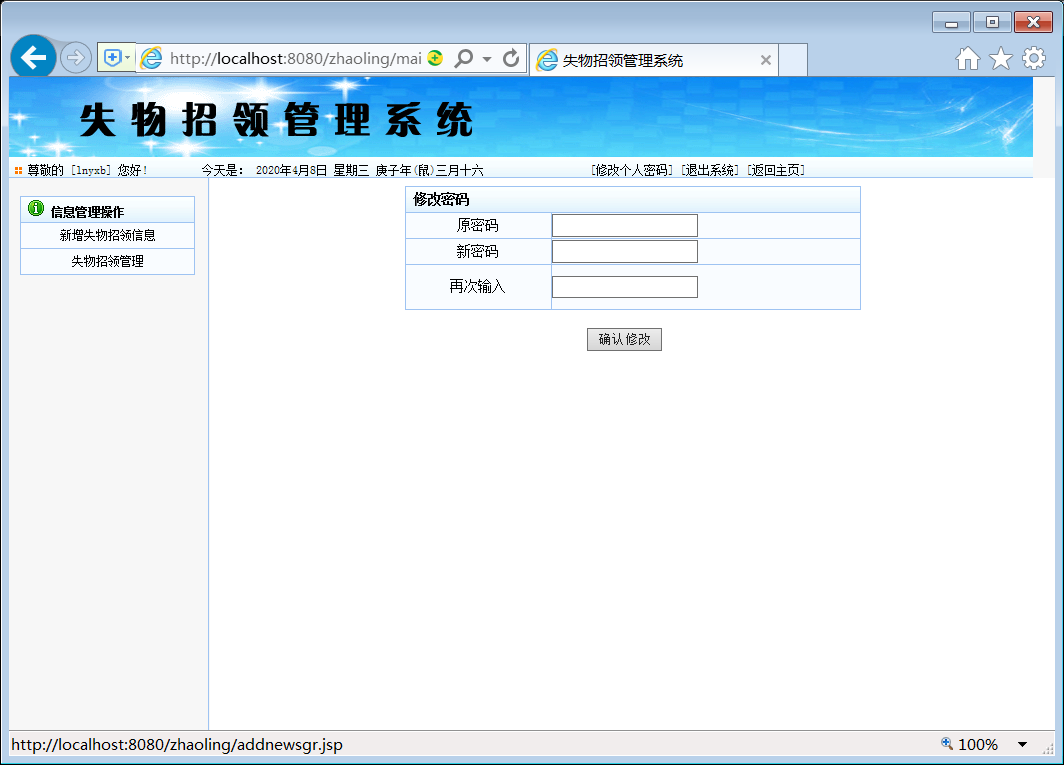 http://localhost:8080/zhaoling/mai
失物招领管理系统
失物招领管理系统
尊敬的 [lnyxb] 您好! 今天是: 2020年4月8日 星期三 庚子年(鼠)三月十六 [修改个人密码] [退出系统] [返回主页]
信息管理操作
新增失物招领信息
失物招领管理
修改密码
原密码
新密码
再次输入
确认修改
http://localhost:8080/zhaoling/addnewsgr.jsp
100%